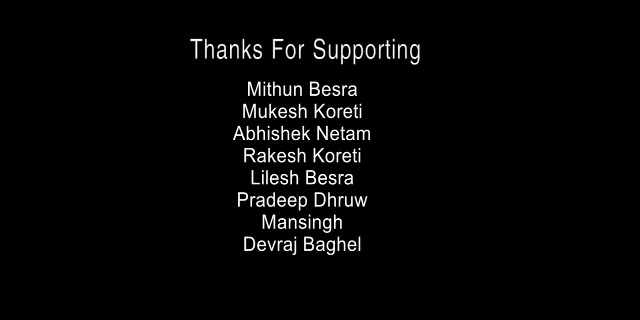 Thanks For Supporting
Mithun Besra
Mukesh Koreti
Abhishek Netam
Rakesh Koreti
Lilesh Besra
Pradeep Dhruw
Mansingh
Devraj Baghel